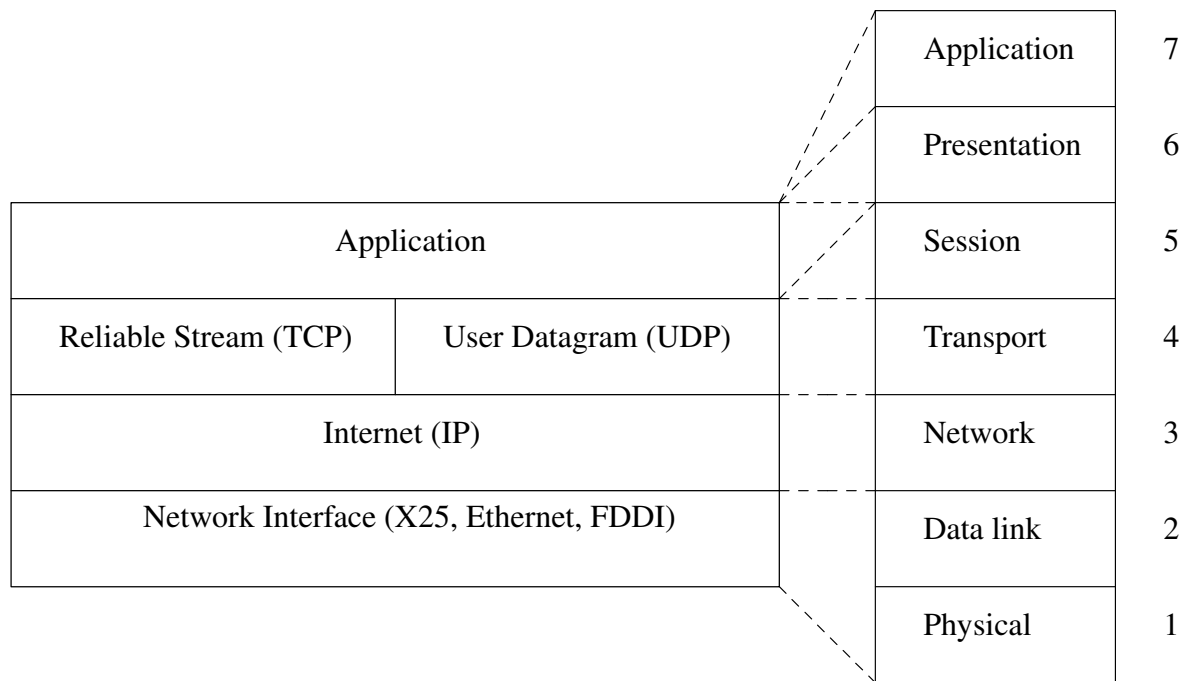 Application 7
Presentation 6
Application
Session 5
Reliable Stream (TCP) User Datagram (UDP)
Transport 4
Internet (IP)
Network 3
Network Interface (X25, Ethernet, FDDI)
Data link 2
Physical 1